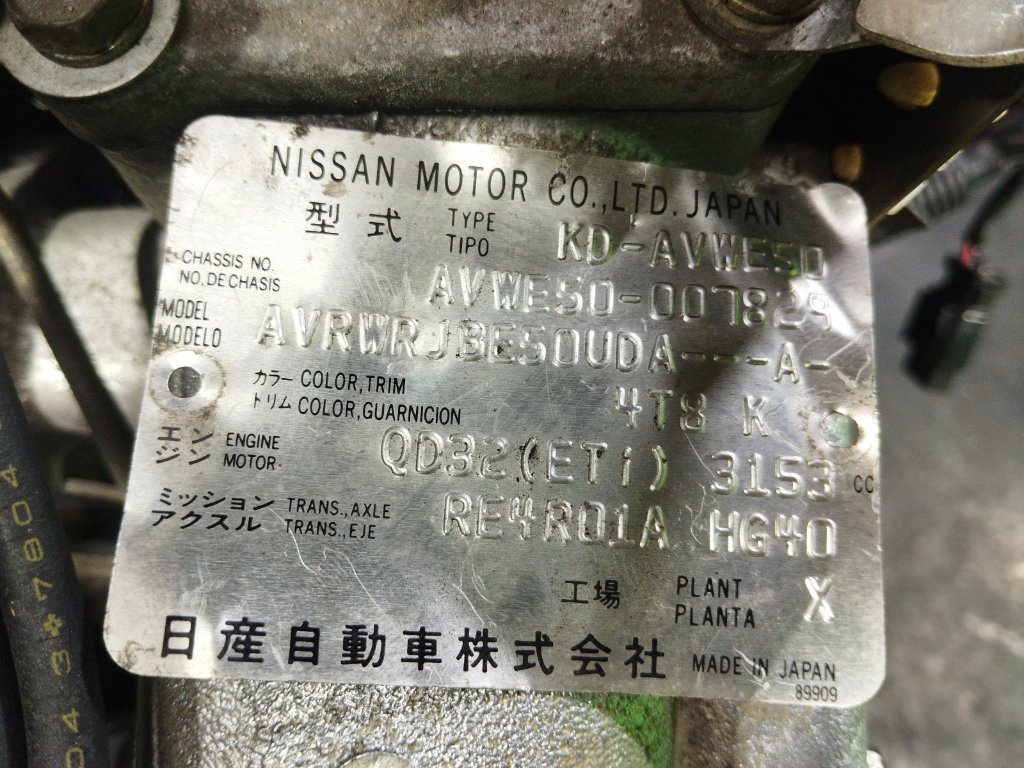 NISSAN MOTOR CO.,LTD. JAPAN
型式 TYPE TIPO KD-AVWE50
CHASSIS NO. NO. DE CHASIS AVWE50-007829
MODEL MODELO AVRWRJBE50UDA---A-
カラー COLOR,TRIM
トリム COLOR,GUARNICION 4T8 K
エンジン ENGINE MOTOR QD32(ETi) 3153 CC
ミッション TRANS.,AXLE
アクスル TRANS.,EJE RE4R01A HG40
工場 PLANT PLANTA X
日産自動車株式会社 MADE IN JAPAN
89909